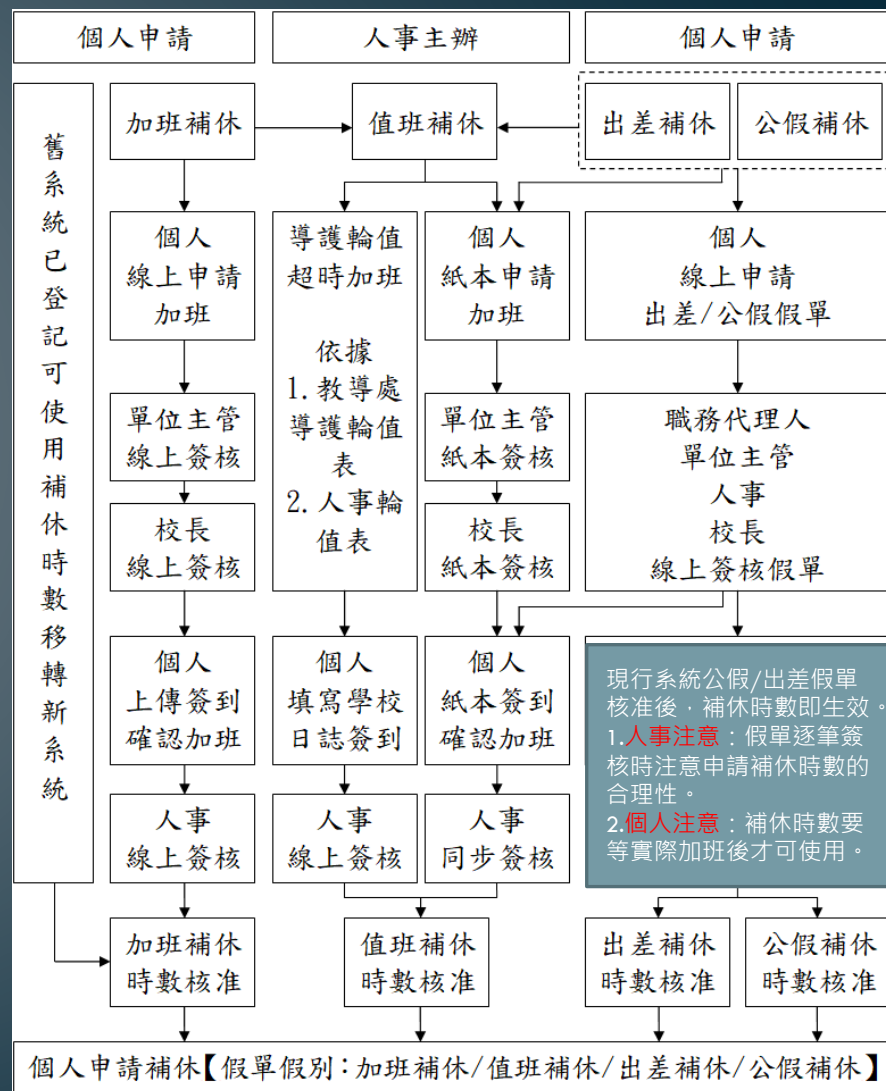 個人申請
人事主辦
個人申請
舊系統已登記可使用補休時數移轉新系統
加班補休
值班補休
出差補休
公假補休
個人
線上申請
加班
導護輪值
超時加班
依據
1.教導處
導護輪值
表
2.人事輪
值表
個人
紙本申請
加班
個人
線上申請
出差/公假假單
單位主管
線上簽核
單位主管
紙本簽核
職務代理人
單位主管
人事
校長
線上簽核假單
校長
線上簽核
校長
紙本簽核
個人
上傳簽到
確認加班
個人
填寫學校
日誌簽到
個人
紙本簽到
確認加班
現行系統公假/出差假單
核准後，補休時數即生效。
1.人事注意：假單逐筆簽
核時注意申請補休時數的
合理性。
2.個人注意：補休時數要
等實際加班後才可使用。
人事
線上簽核
人事
線上簽核
人事
同步簽核
加班補休
時數核准
值班補休
時數核准
出差補休
時數核准
公假補休
時數核准
個人申請補休【假單假別：加班補休/值班補休/出差補休/公假補休】